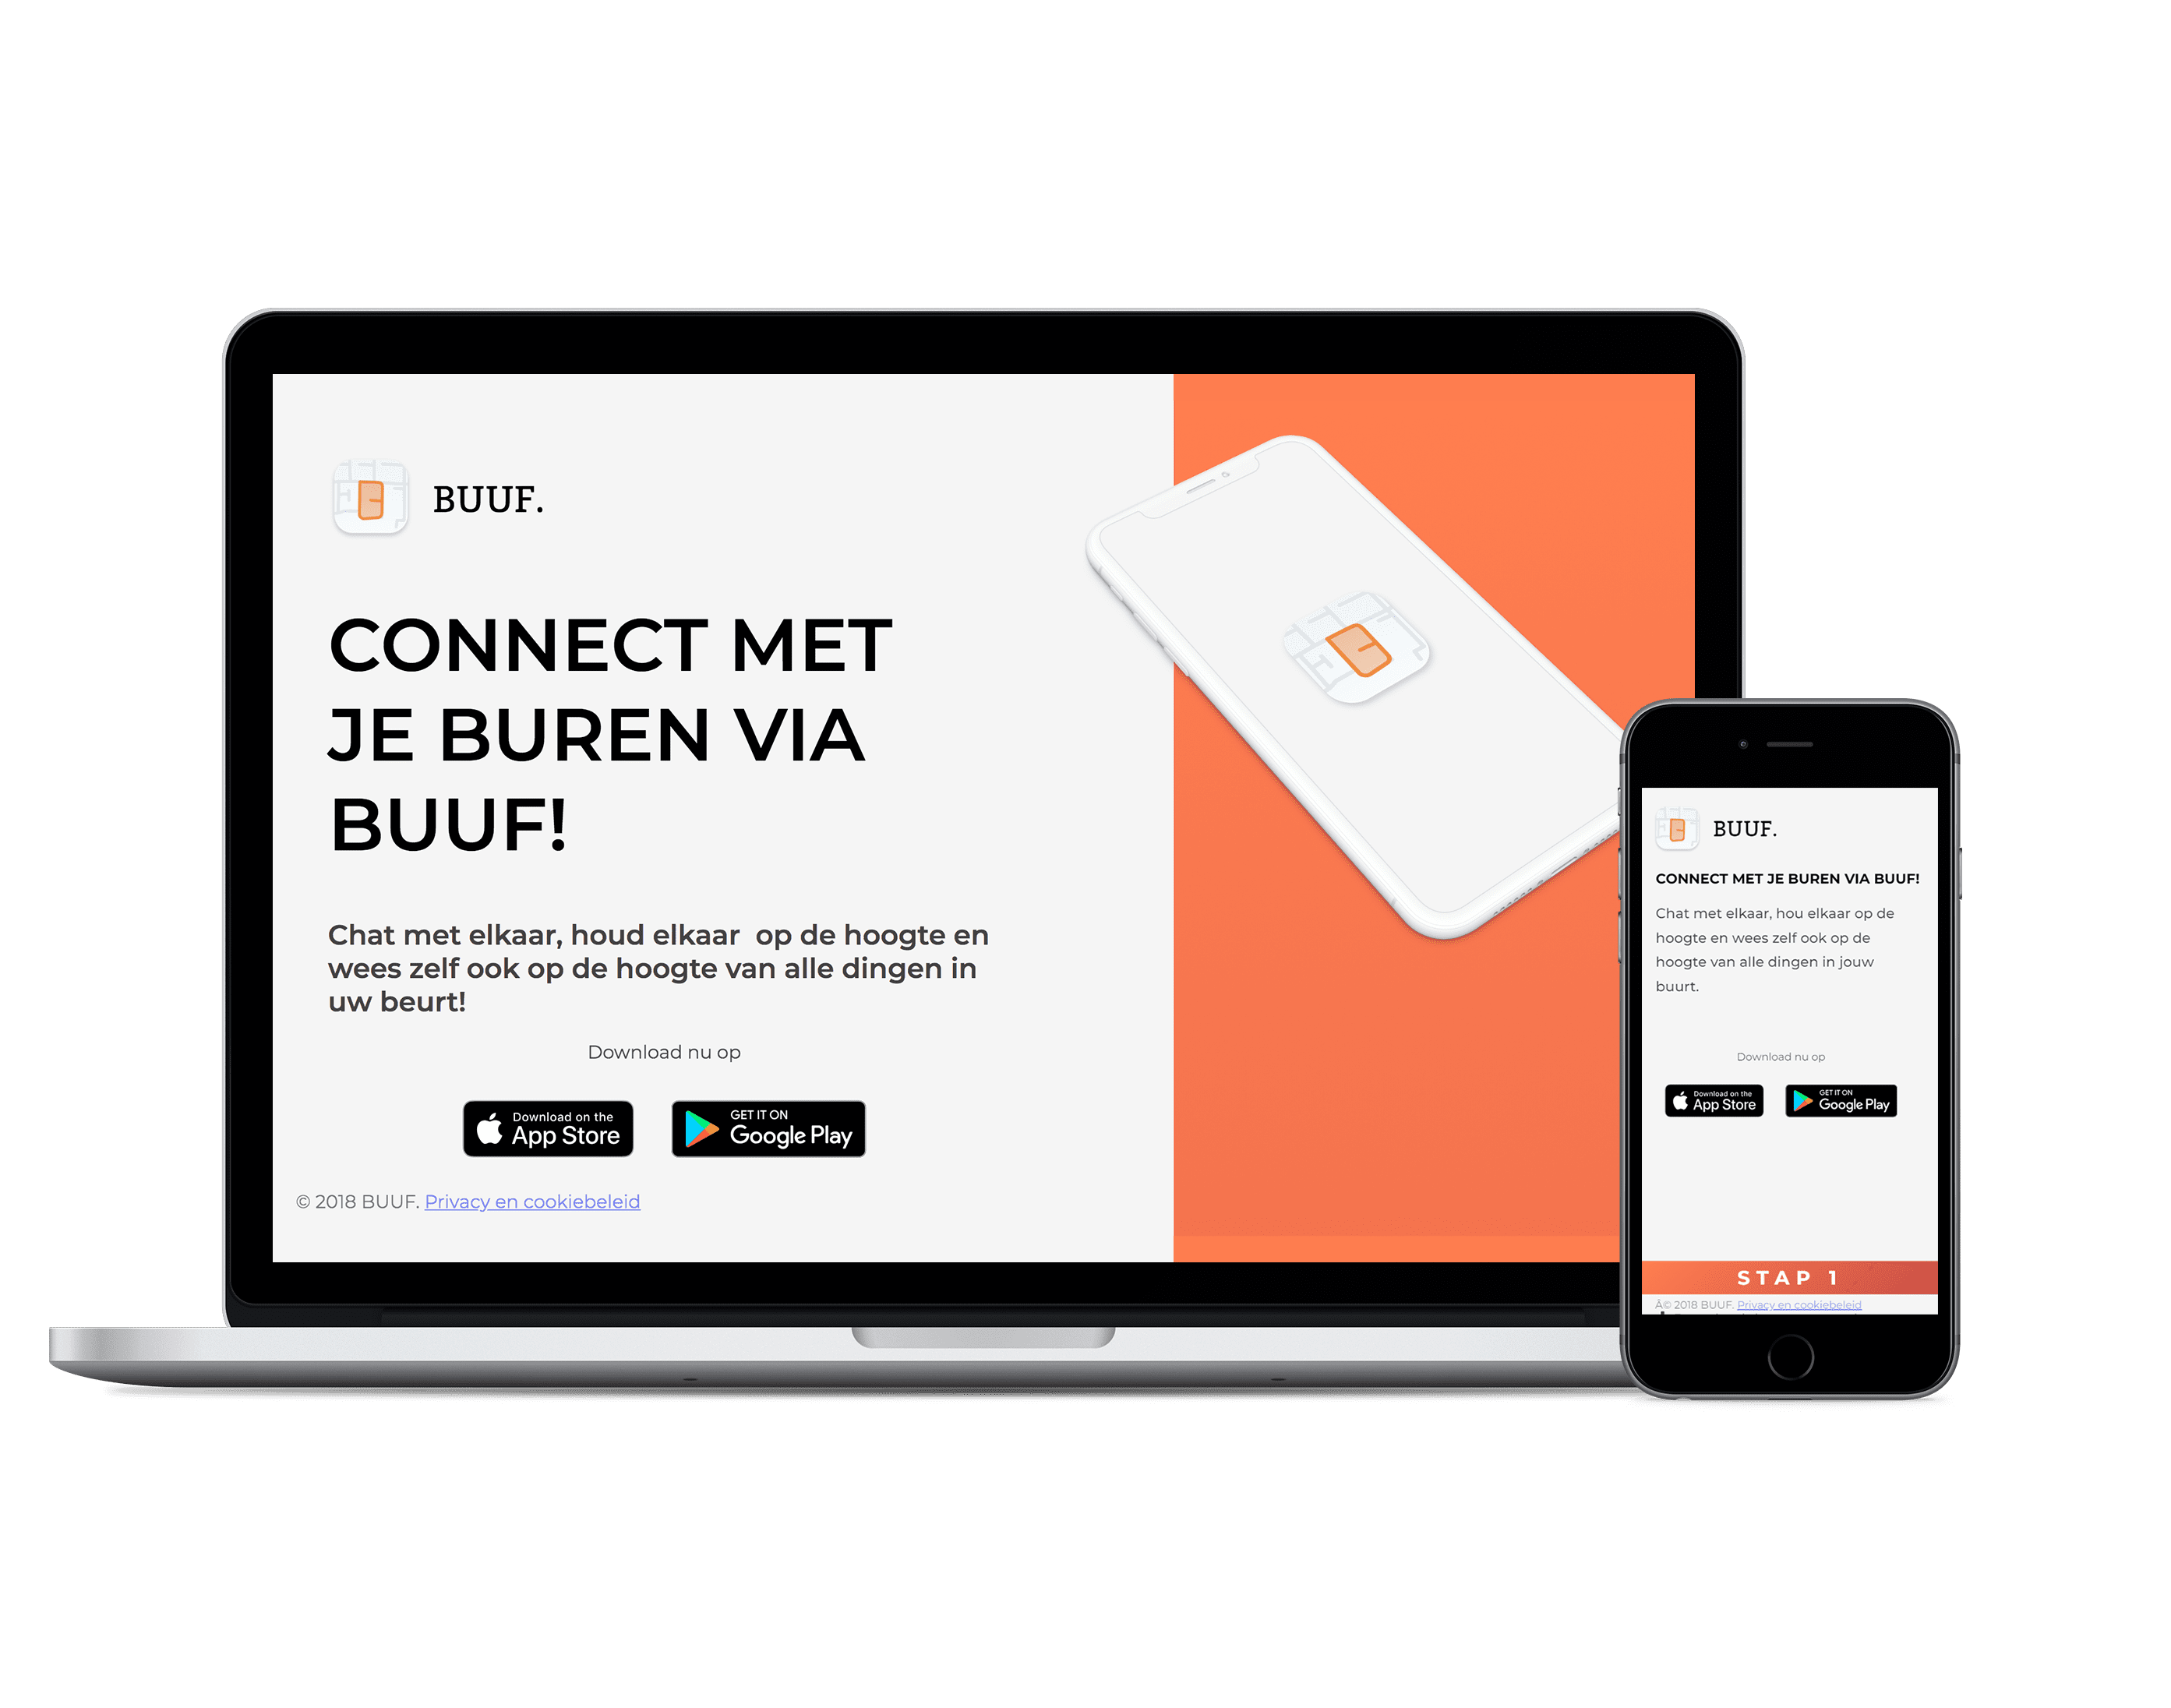 BUUF.
CONNECT MET
JE BUREN VIA
BUUF!
Chat met elkaar, houd elkaar  op de hoogte en
wees zelf ook op de hoogte van alle dingen in
uw beurt!
Download nu op
Download on the
App Store
GET IT ON
Google Play
© 2018 BUUF. Privacy en cookiebeleid
BUUF.
CONNECT MET JE BUREN VIA BUUF!
Chat met elkaar, hou elkaar op de
hoogte en wees zelf ook op de
hoogte van alle dingen in jouw
buurt.
Download nu op
Download on the
App Store
GET IT ON
Google Play
STAP 1
Â© 2018 BUUF. Privacy en cookiebeleid